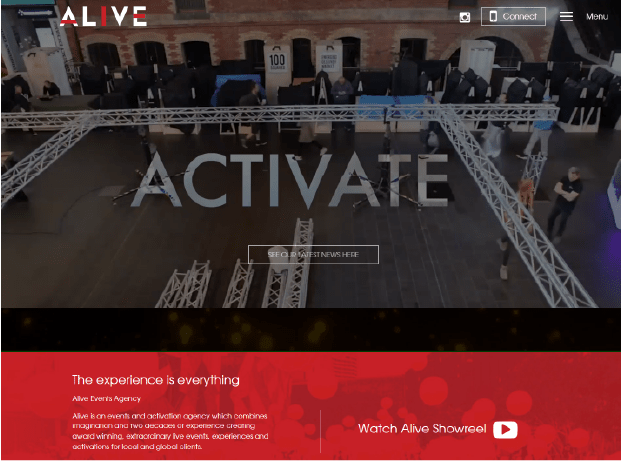 ALIVE
Connect
Menu
100
ACTIVATE
SEE OUR LATEST NEWS HERE
The experience is everything
Alive Events Agency
Alive is an events and activation agency which combines
imagination and two decades of experience creating
award winning, extraordinary live events, experiences and
activations for local and global clients.
Watch Alive Showreel